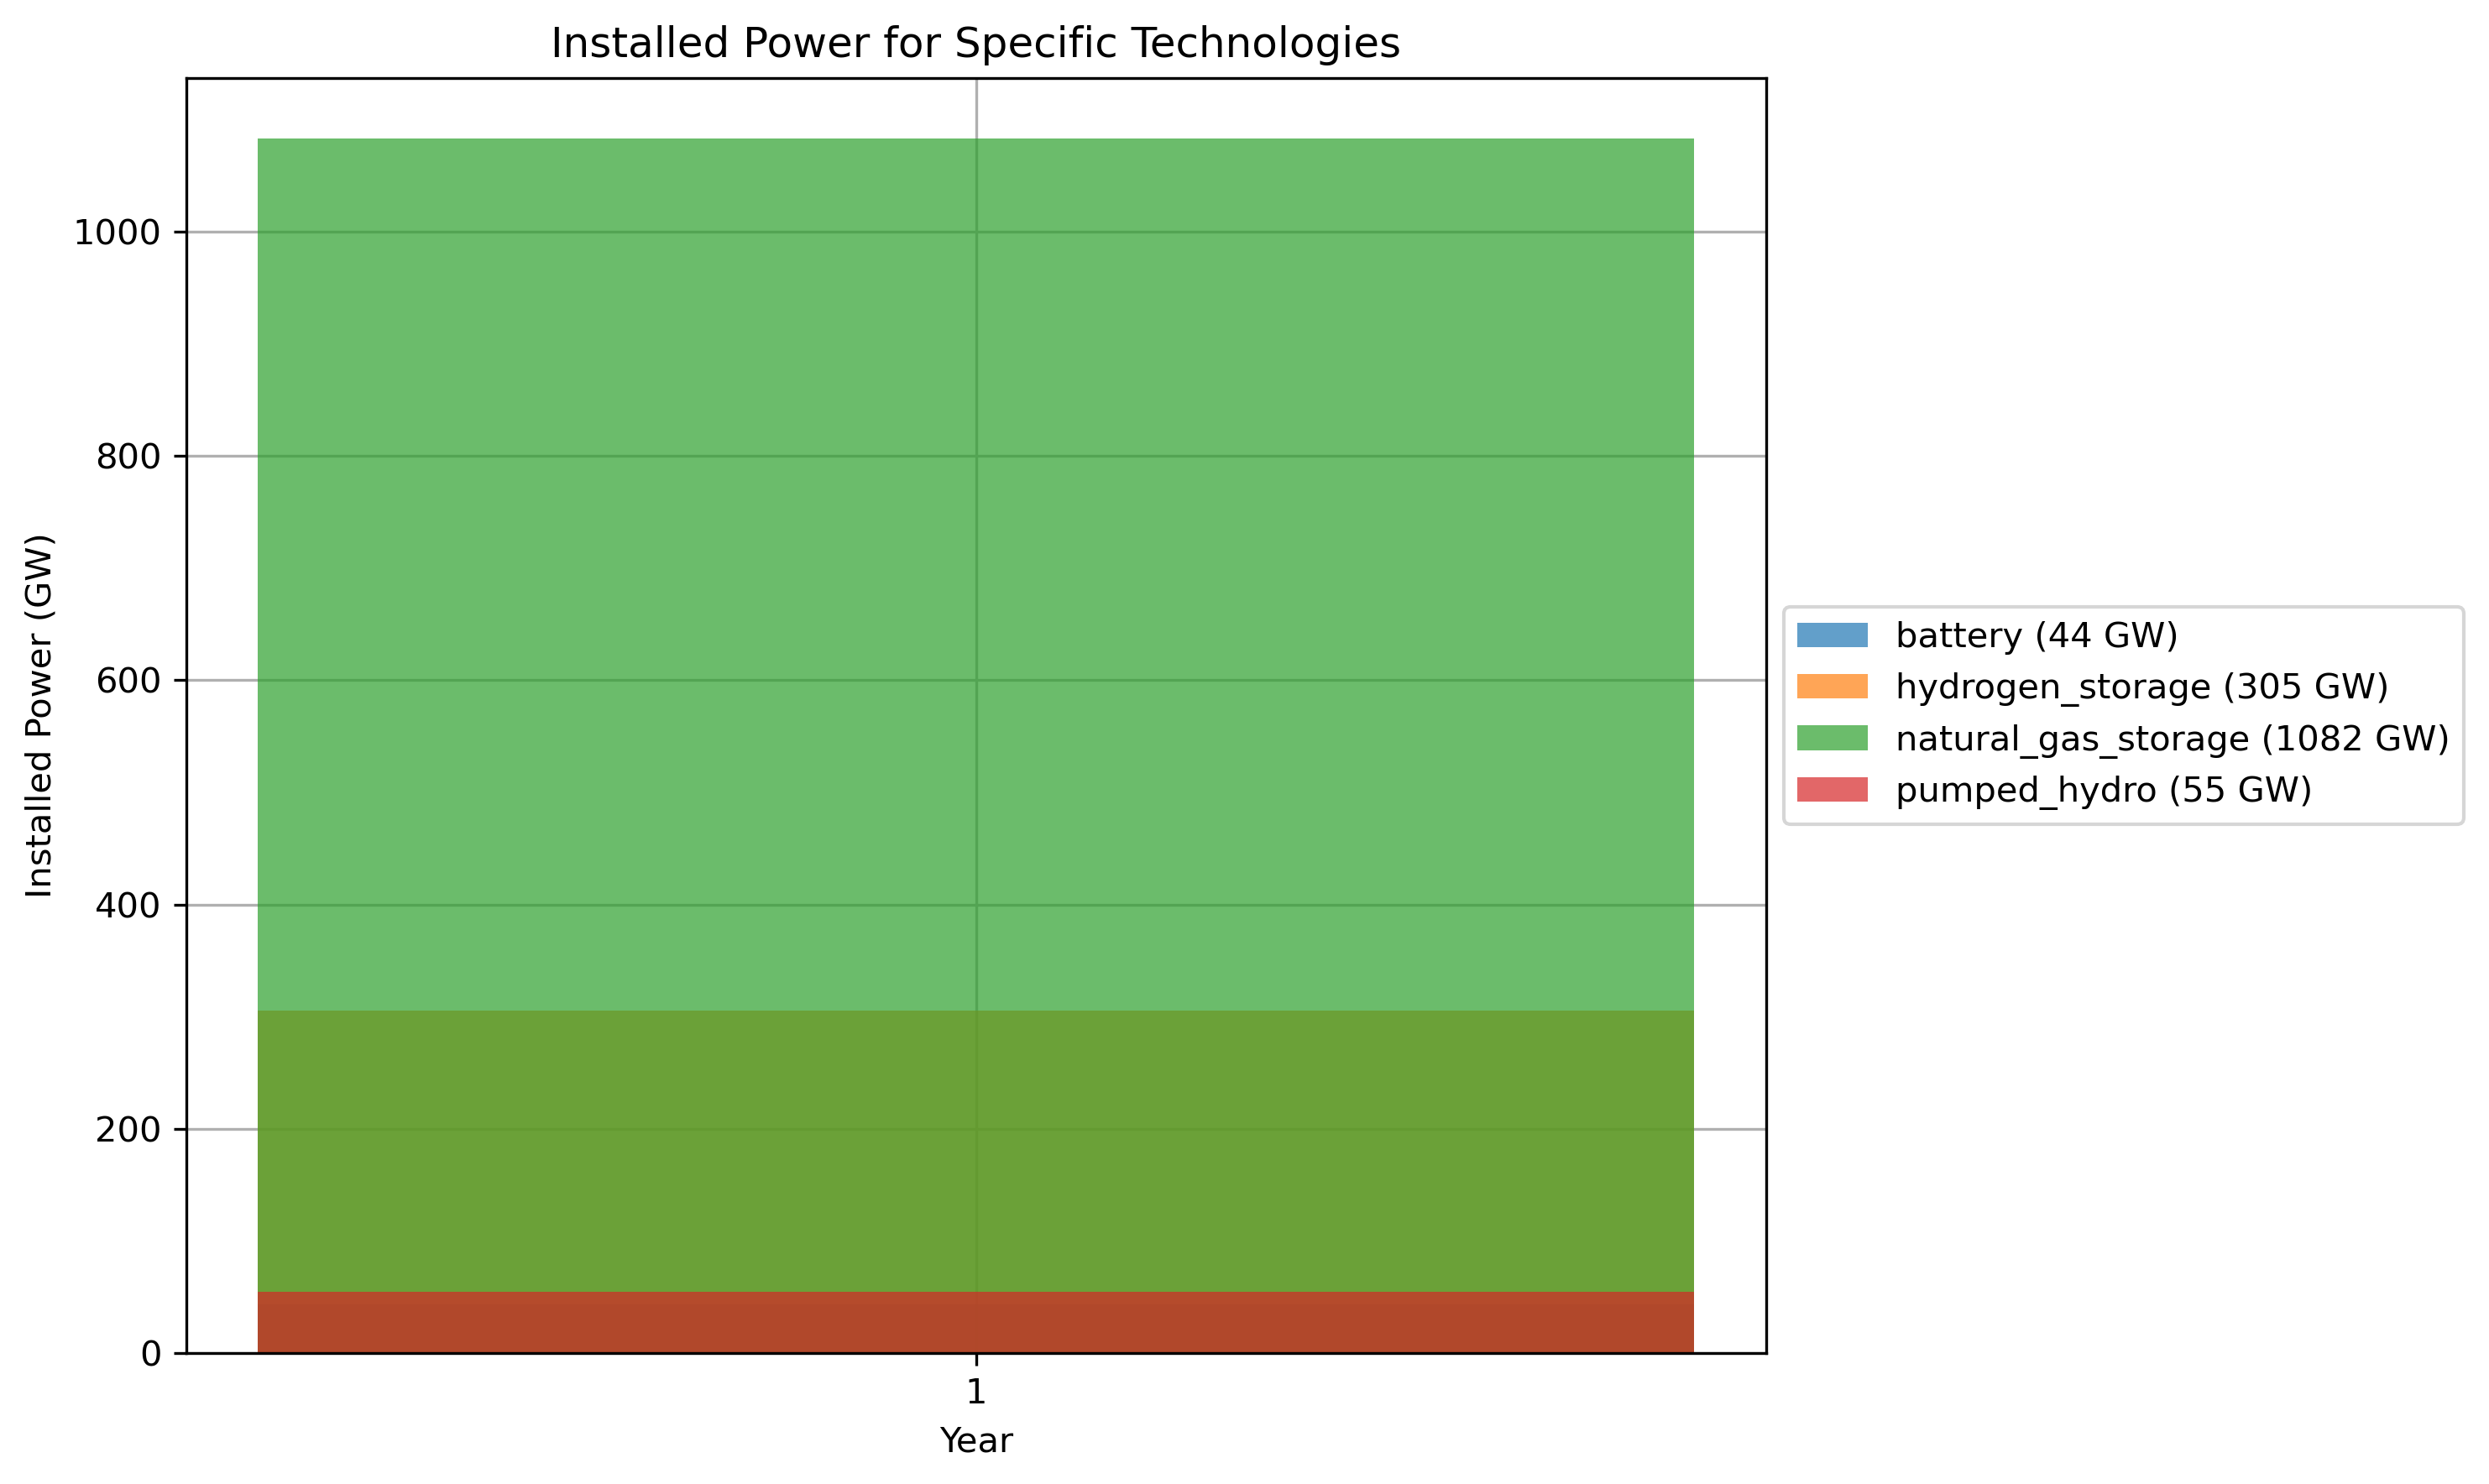 Installed Power for Specific Technologies
Installed Power (GW)
1000
800
600
400
200
0
1
Year
battery (44 GW)
hydrogen_storage (305 GW)
natural_gas_storage (1082 GW)
pumped_hydro (55 GW)